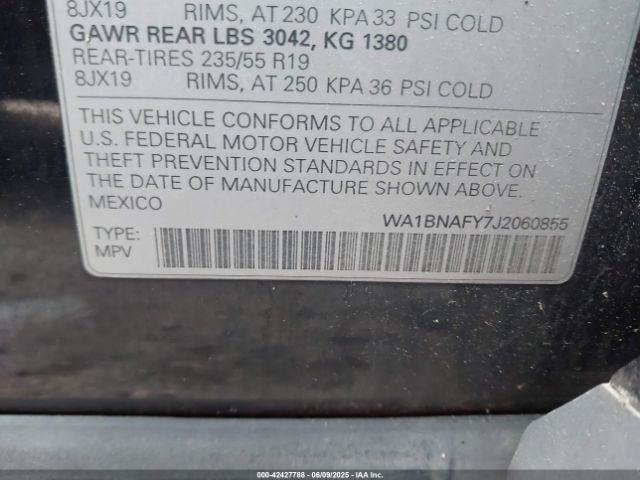 8JX19 RIMS, AT 230 KPA 33 PSI COLD
GAWR REAR LBS 3042, KG 1380
REAR-TIRES 235/55 R19
8JX19 RIMS, AT 250 KPA 36 PSI COLD
THIS VEHICLE CONFORMS TO ALL APPLICABLE
U.S. FEDERAL MOTOR VEHICLE SAFETY AND
THEFT PREVENTION STANDARDS IN EFFECT ON
THE DATE OF MANUFACTURE SHOWN ABOVE.
MEXICO
WA1BNAFY7J2060855
TYPE:
MPV
000-42427788 - 06/09/2025 - IAA, Inc.